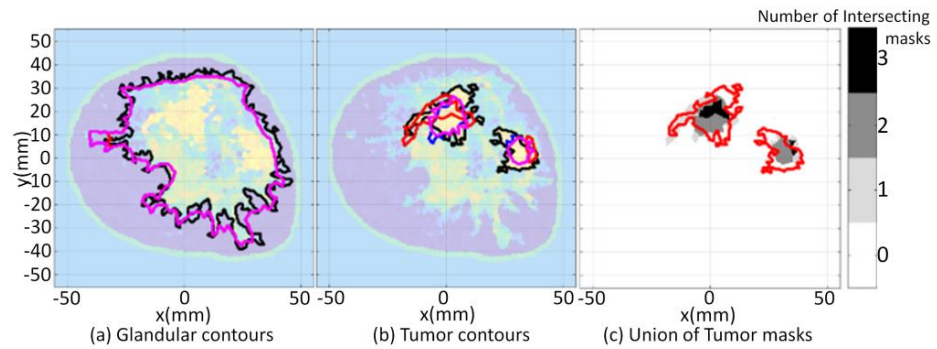 Number of Intersecting
masks
50
40
30
20
10
0
-10
-20
-30
-40
-50
y(mm)
-50 0 50
-50 0 50
-50 0 50
x(mm) x(mm) x(mm)
3
2
1
0
(a) Glandular contours (b) Tumor contours (c) Union of Tumor masks